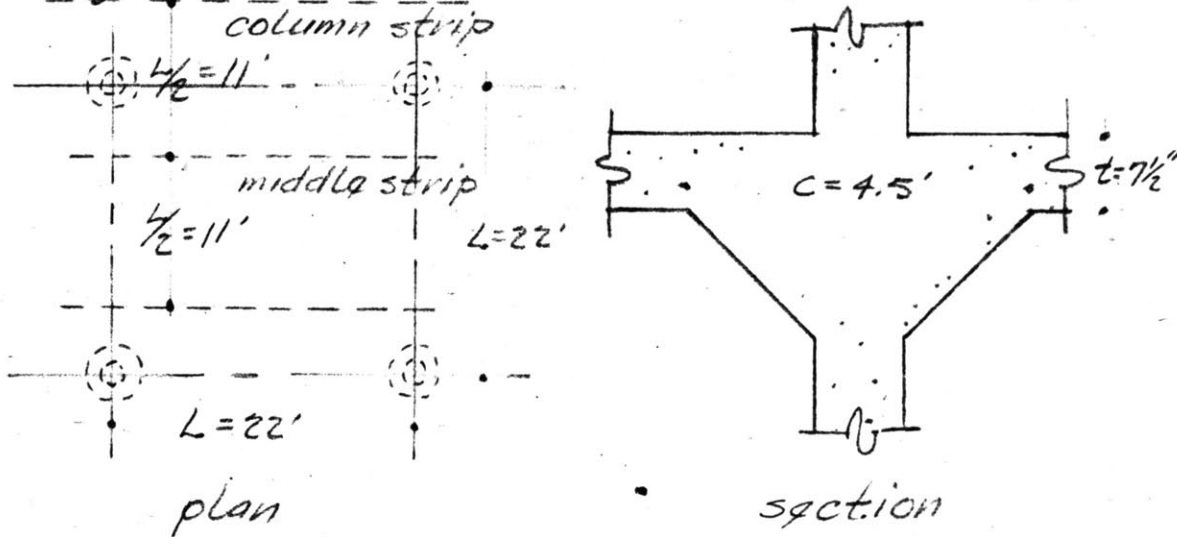 column strip
L/2 = 11'
middle strip
L/2 = 11'
L = 22'
L = 22'
plan
C = 4.5'
t = 7½"
section